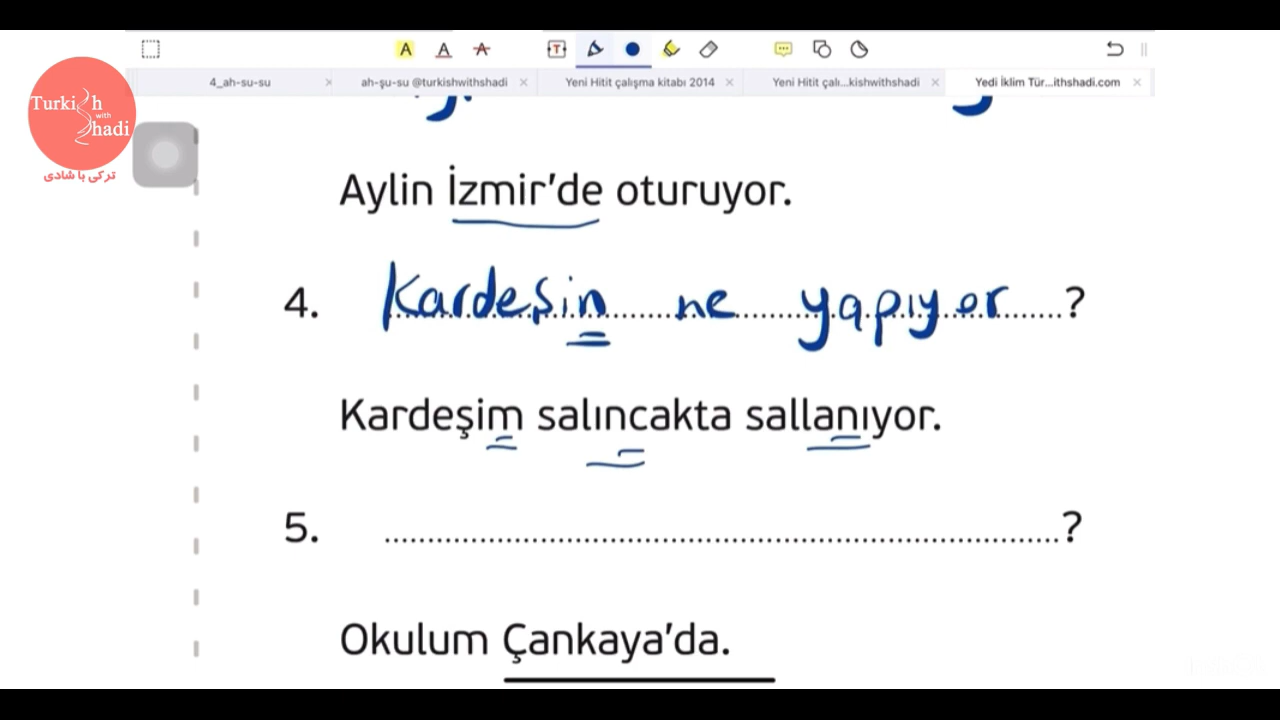 A A A T
4_ah-su-su × ah-şu-su @turkishwithshadi × Yeni Hitit çalışma kitabı 2014 × Yeni Hitit çalı...kishwithshadi × Yedi İklim Tür...ithshadi.com ×
Turkish
with
Shadi
ترکی با شادی
Aylin İzmir'de oturuyor.
4. Kardeşin ne yapıyor ?
Kardeşim salıncakta sallanıyor.
5. ...............................................................?
Okulum Çankaya'da.